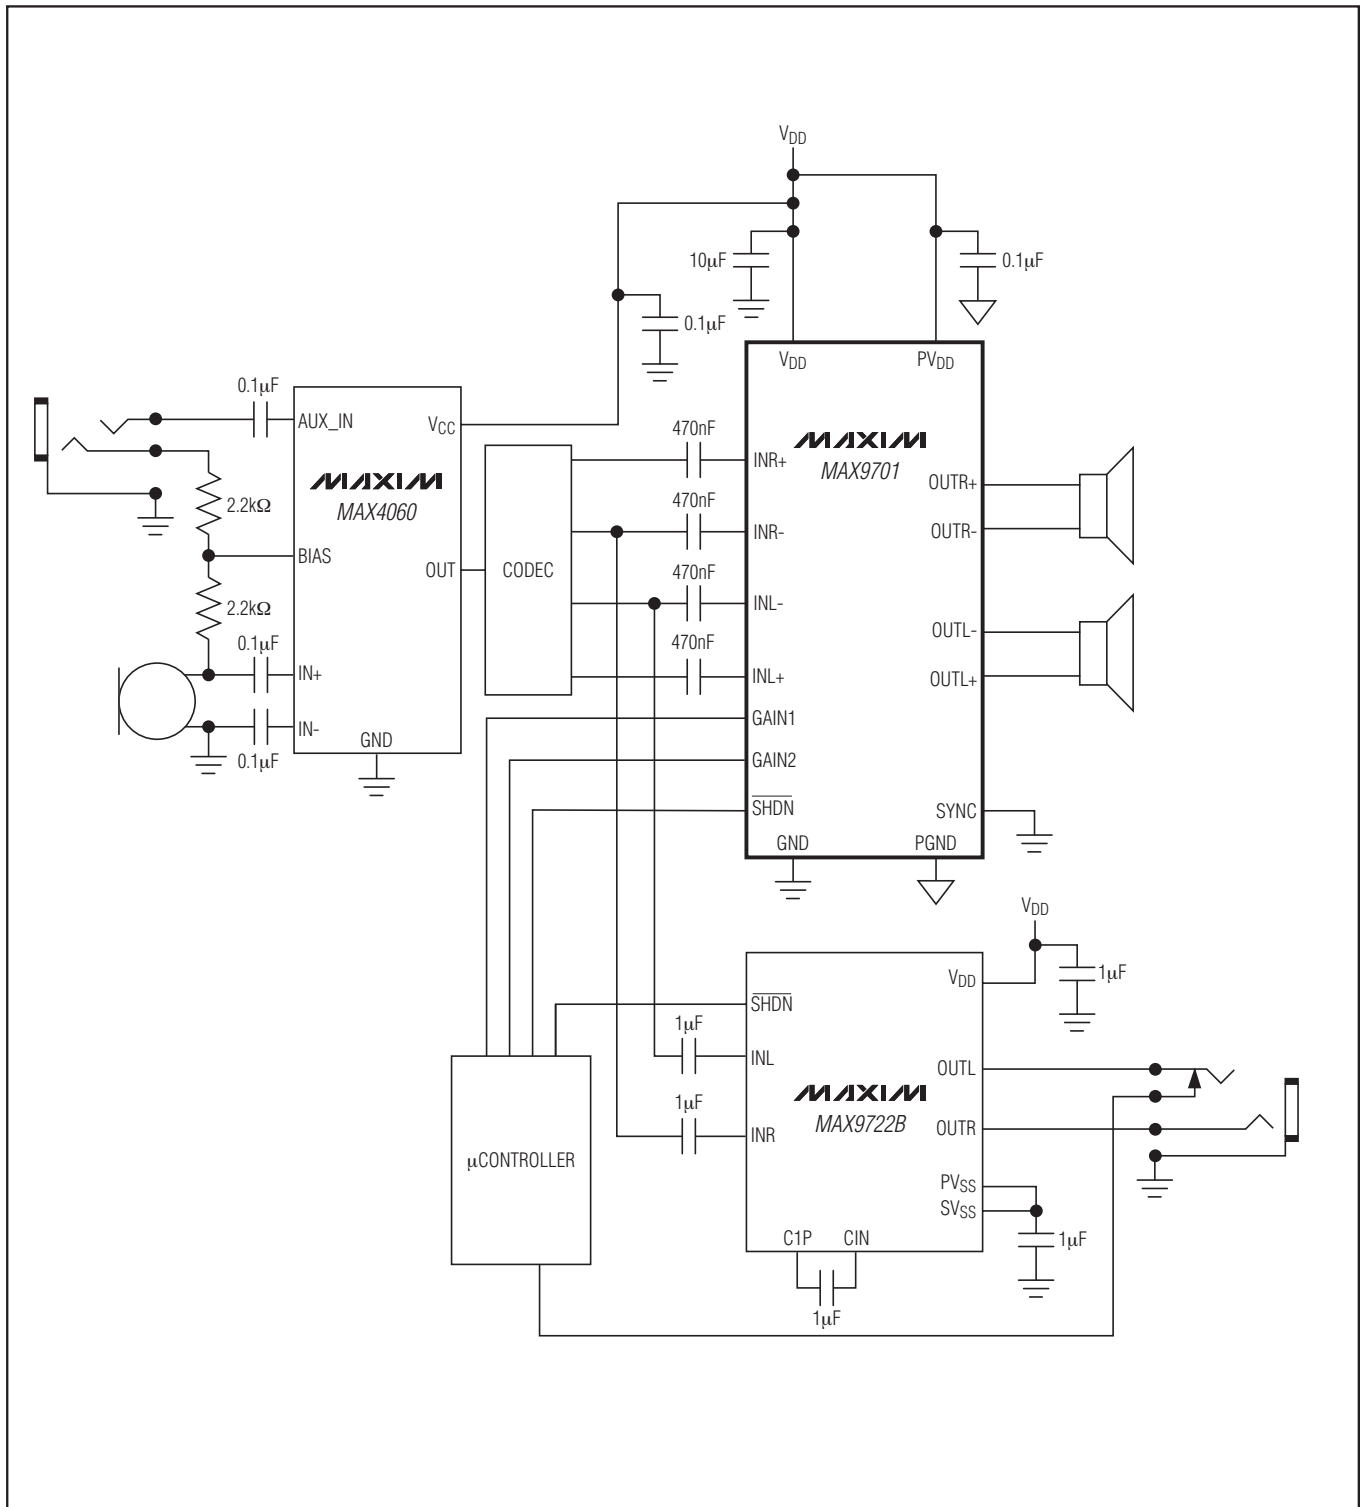 VDD
10µF
0.1µF
0.1µF
VDD
PVDD
0.1µF
AUX_IN
VCC
MAXIM
MAX4060
2.2kΩ
BIAS
OUT
2.2kΩ
0.1µF
IN+
IN-
0.1µF
GND
CODEC
470nF
470nF
470nF
470nF
INR+
INR-
INL-
INL+
GAIN1
GAIN2
SHDN
MAXIM
MAX9701
OUTR+
OUTR-
OUTL-
OUTL+
SYNC
GND
PGND
VDD
1µF
VDD
SHDN
1µF
INL
1µF
INR
MAXIM
MAX9722B
OUTL
OUTR
PVSS
SVSS
1µF
C1P
CIN
1µF
µCONTROLLER